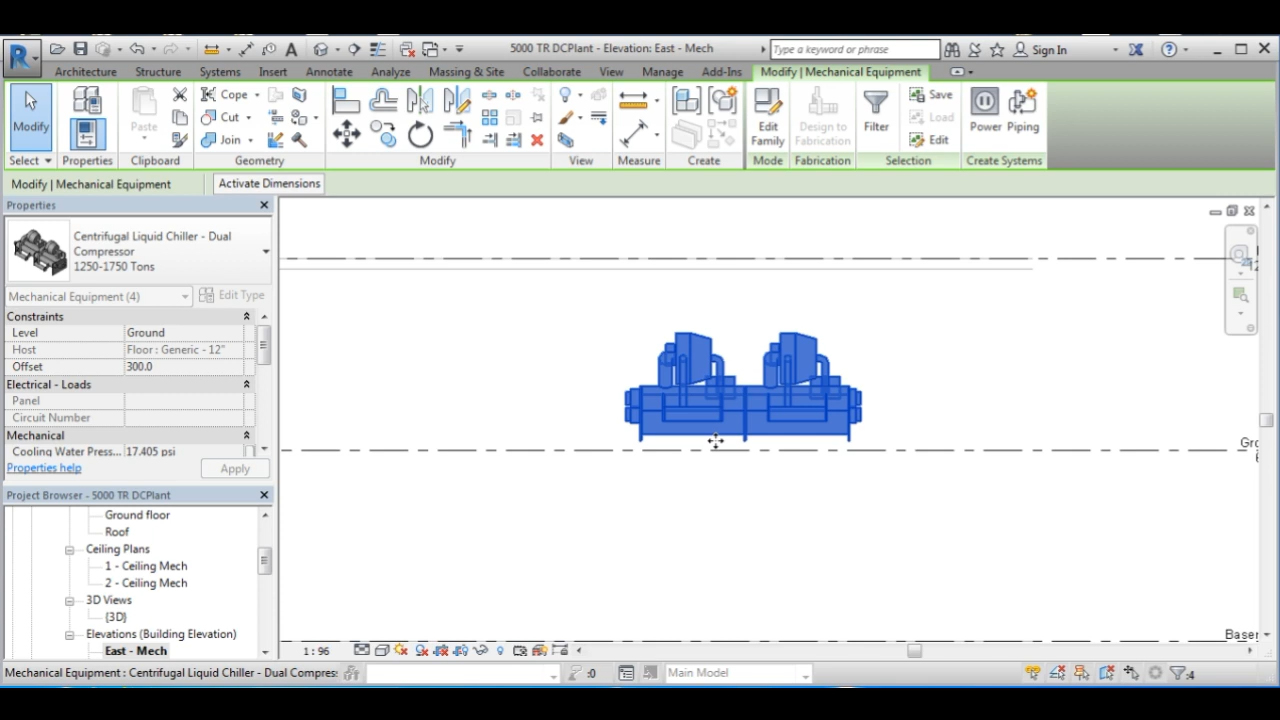 R
A
5000 TR DCPlant - Elevation: East - Mech
Type a keyword or phrase
Sign In
Architecture Structure Systems Insert Annotate Analyze Massing & Site Collaborate View Manage Add-Ins Modify | Mechanical Equipment
Modify
Paste
Cope
Cut
Join
Edit
Family
Design to
Fabrication
Filter
Save
Load
Edit
Power Piping
Select Properties Clipboard Geometry Modify View Measure Create Mode Fabrication Selection Create Systems
Modify | Mechanical Equipment
Activate Dimensions
Properties
Centrifugal Liquid Chiller - Dual
Compressor
1250-1750 Tons
Mechanical Equipment (4)
Edit Type
Constraints
Level Ground
Host Floor : Generic - 12"
Offset 300.0
Electrical - Loads
Panel
Circuit Number
Mechanical
Cooling Water Press... 17.405 psi
Properties help
Apply
Project Browser - 5000 TR DCPlant
Ground floor
Roof
Ceiling Plans
1 - Ceiling Mech
2 - Ceiling Mech
3D Views
{3D}
Elevations (Building Elevation)
East - Mech
Gro
Baser
1 : 96
Mechanical Equipment : Centrifugal Liquid Chiller - Dual Compress
:0
Main Model
:4